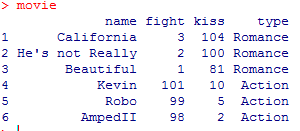 > movie
name fight kiss type
1 California 3 104 Romance
2 He's not Really 2 100 Romance
3 Beautiful 1 81 Romance
4 Kevin 101 10 Action
5 Robo 99 5 Action
6 AmpedII 98 2 Action